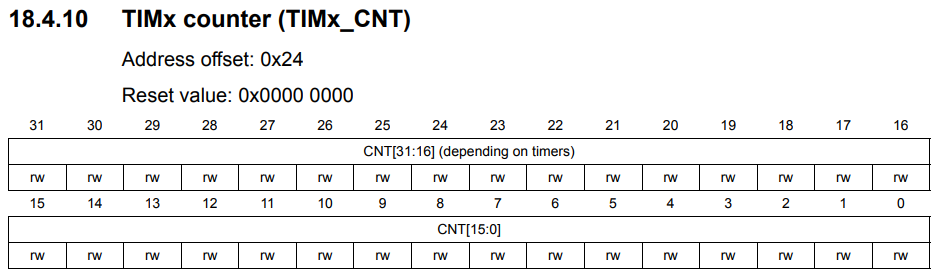 18.4.10 TIMx counter (TIMx_CNT)
Address offset: 0x24
Reset value: 0x0000 0000
31 30 29 28 27 26 25 24 23 22 21 20 19 18 17 16
CNT[31:16] (depending on timers)
rw rw rw rw rw rw rw rw rw rw rw rw rw rw rw rw
15 14 13 12 11 10 9 8 7 6 5 4 3 2 1 0
CNT[15:0]
rw rw rw rw rw rw rw rw rw rw rw rw rw rw rw rw